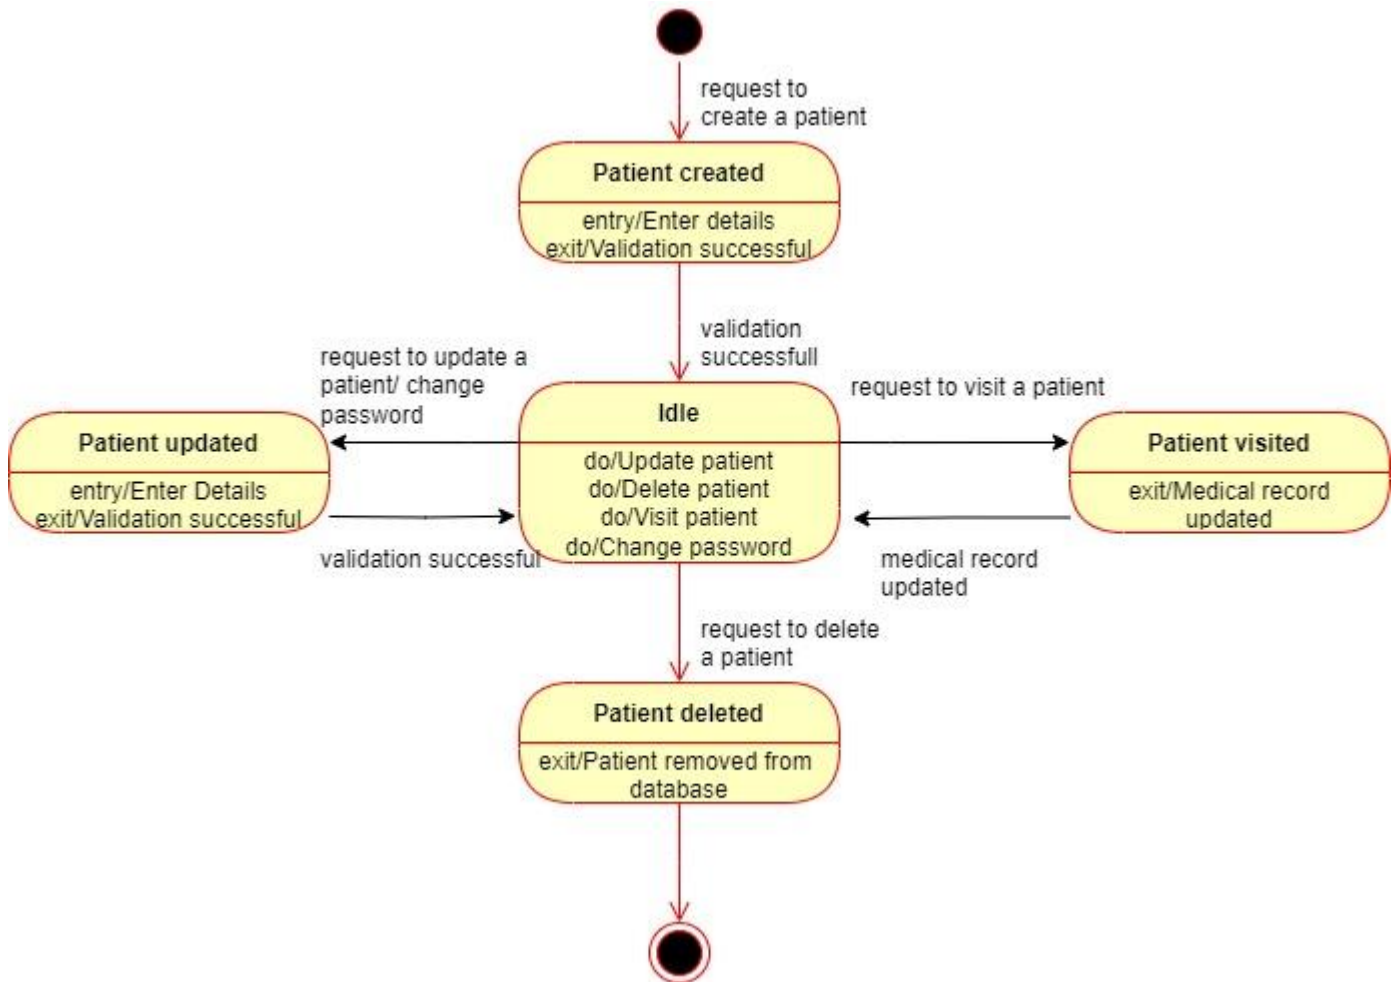 request to
create a patient
Patient created
entry/Enter details
exit/Validation successful
validation
successfull
request to update a
patient/ change
password
request to visit a patient
Patient updated
entry/Enter Details
exit/Validation successful
Idle
do/Update patient
do/Delete patient
do/Visit patient
do/Change password
Patient visited
exit/Medical record
updated
validation successful
medical record
updated
request to delete
a patient
Patient deleted
exit/Patient removed from
database